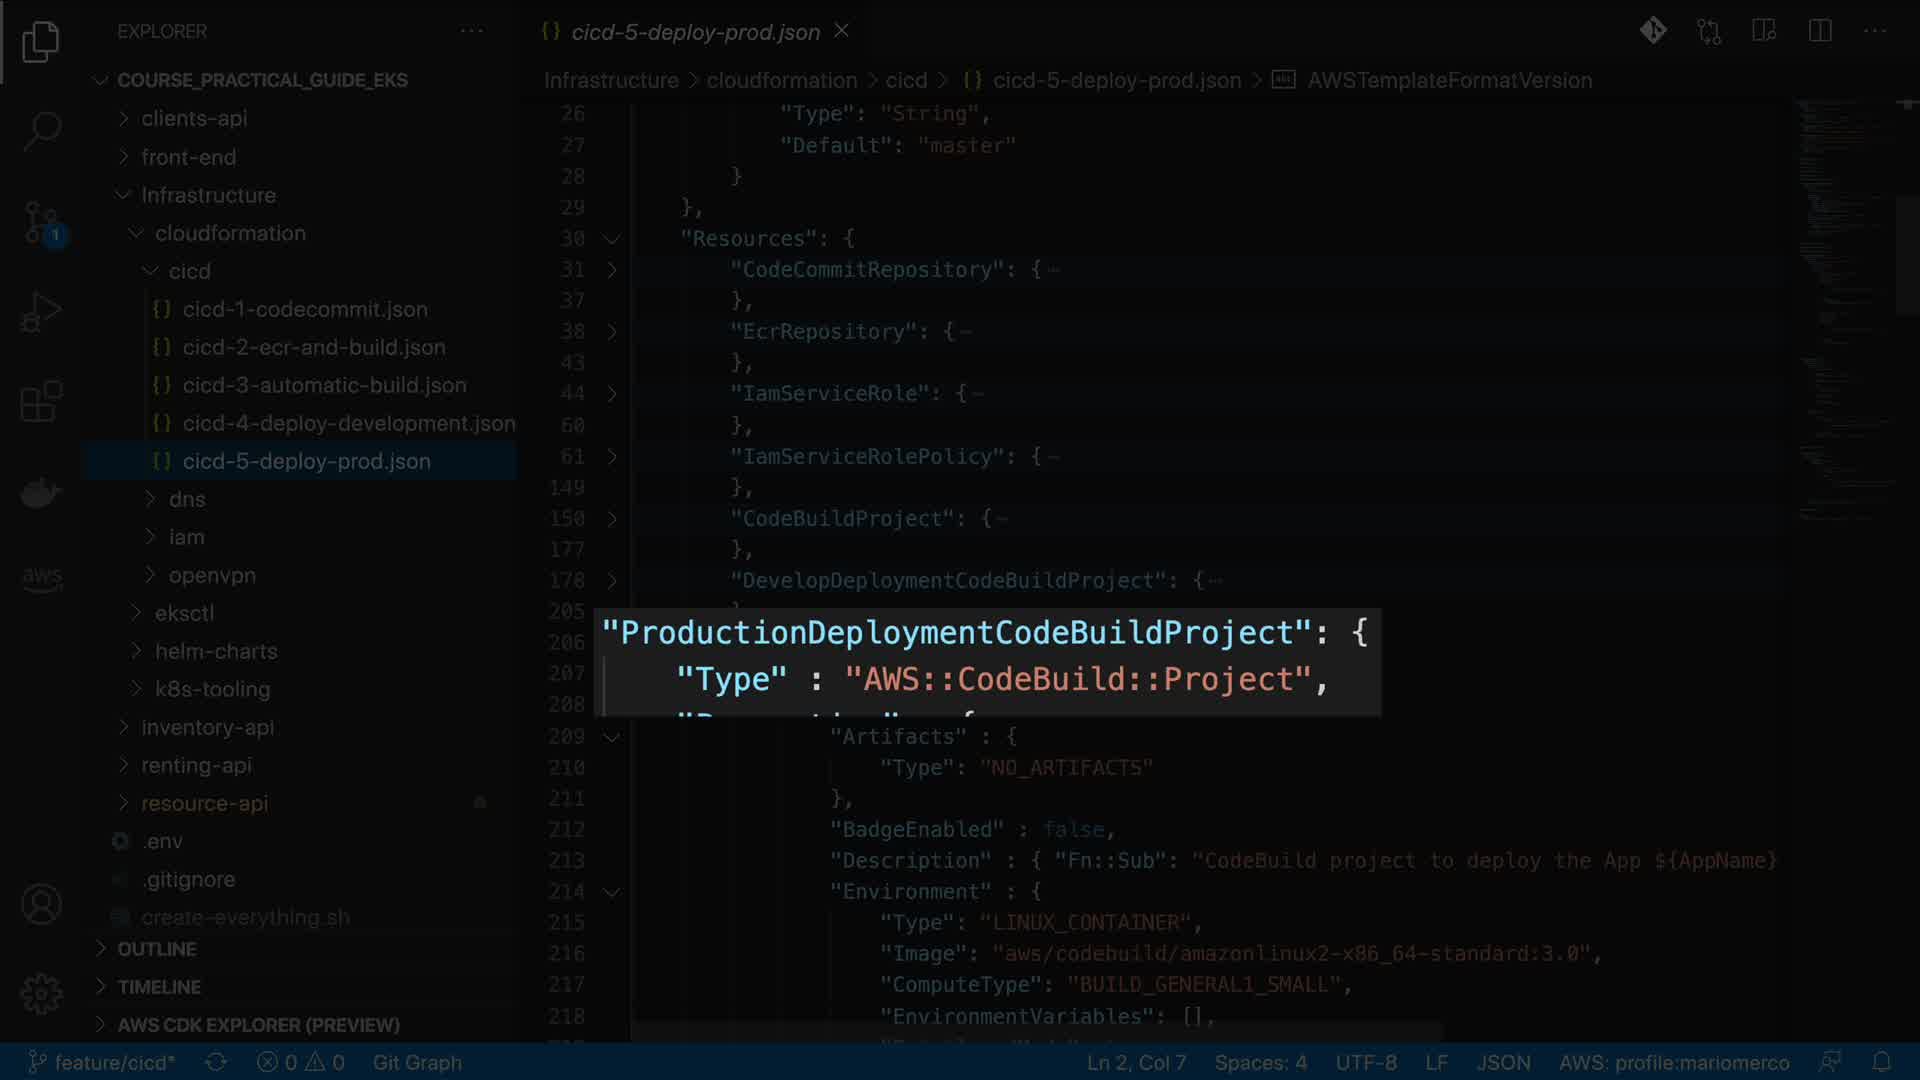 EXPLORER
COURSE_PRACTICAL_GUIDE_EKS
clients-api
front-end
Infrastructure
cloudformation
cicd
{} cicd-1-codecommit.json
{} cicd-2-ecr-and-build.json
{} cicd-3-automatic-build.json
{} cicd-4-deploy-development.json
{} cicd-5-deploy-prod.json
dns
iam
openvpn
eksctl
helm-charts
k8s-tooling
inventory-api
renting-api
resource-api
.env
.gitignore
create-everything.sh
OUTLINE
TIMELINE
AWS CDK EXPLORER (PREVIEW)
1
aws
{} cicd-5-deploy-prod.json
Infrastructure > cloudformation > cicd > {} cicd-5-deploy-prod.json > abc AWSTemplateFormatVersion
26 "Type": "String",
27 "Default": "master"
28 }
29 },
30 "Resources": {
31 "CodeCommitRepository": {
37 },
38 "EcrRepository": {
43 },
44 "IamServiceRole": {
60 },
61 "IamServiceRolePolicy": {
149 },
150 "CodeBuildProject": {
177 },
178 "DevelopDeploymentCodeBuildProject": {
205
206 "ProductionDeploymentCodeBuildProject": {
207 "Type" : "AWS::CodeBuild::Project",
208
209 "Artifacts" : {
210 "Type": "NO_ARTIFACTS"
211 },
212 "BadgeEnabled" : false,
213 "Description" : { "Fn::Sub": "CodeBuild project to deploy the App ${AppName}
214 "Environment" : {
215 "Type": "LINUX_CONTAINER",
216 "Image": "aws/codebuild/amazonlinux2-x86_64-standard:3.0",
217 "ComputeType": "BUILD_GENERAL1_SMALL",
218 "EnvironmentVariables": [],
feature/cicd* 0 0 Git Graph Ln 2, Col 7 Spaces: 4 UTF-8 LF JSON AWS: profile:mariomerco